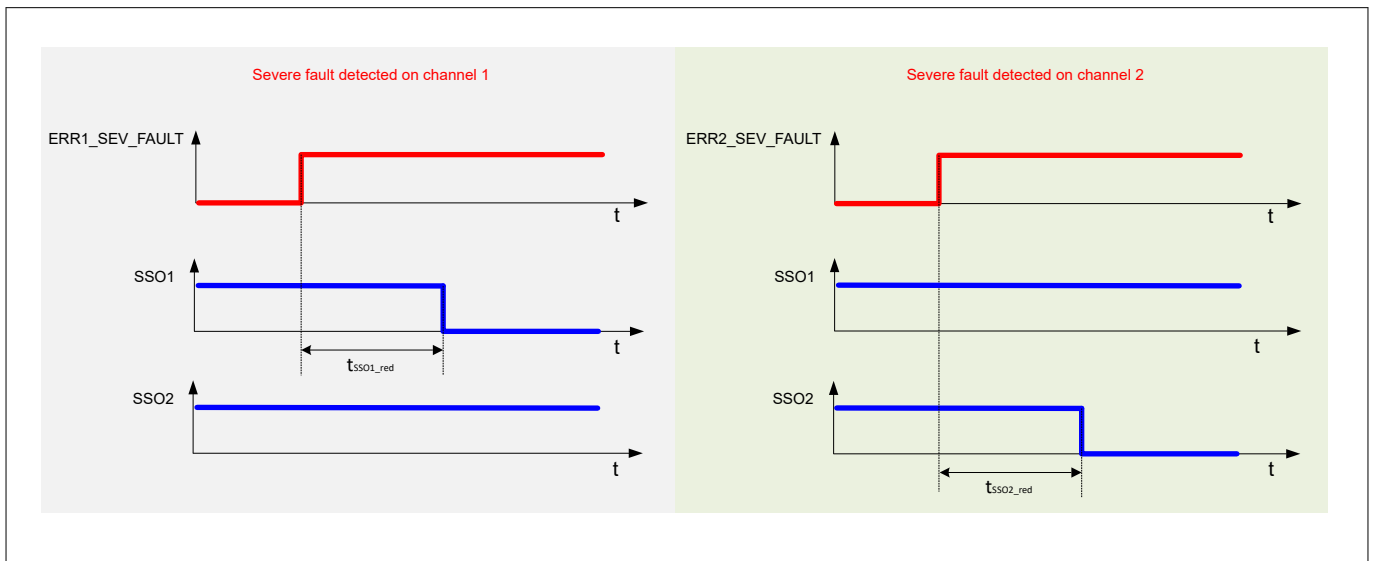 Severe fault detected on channel 1
ERR1_SEV_FAULT
t
SSO1
t
tSSO1_red
SSO2
t
Severe fault detected on channel 2
ERR2_SEV_FAULT
t
SSO1
t
SSO2
t
tSSO2_red